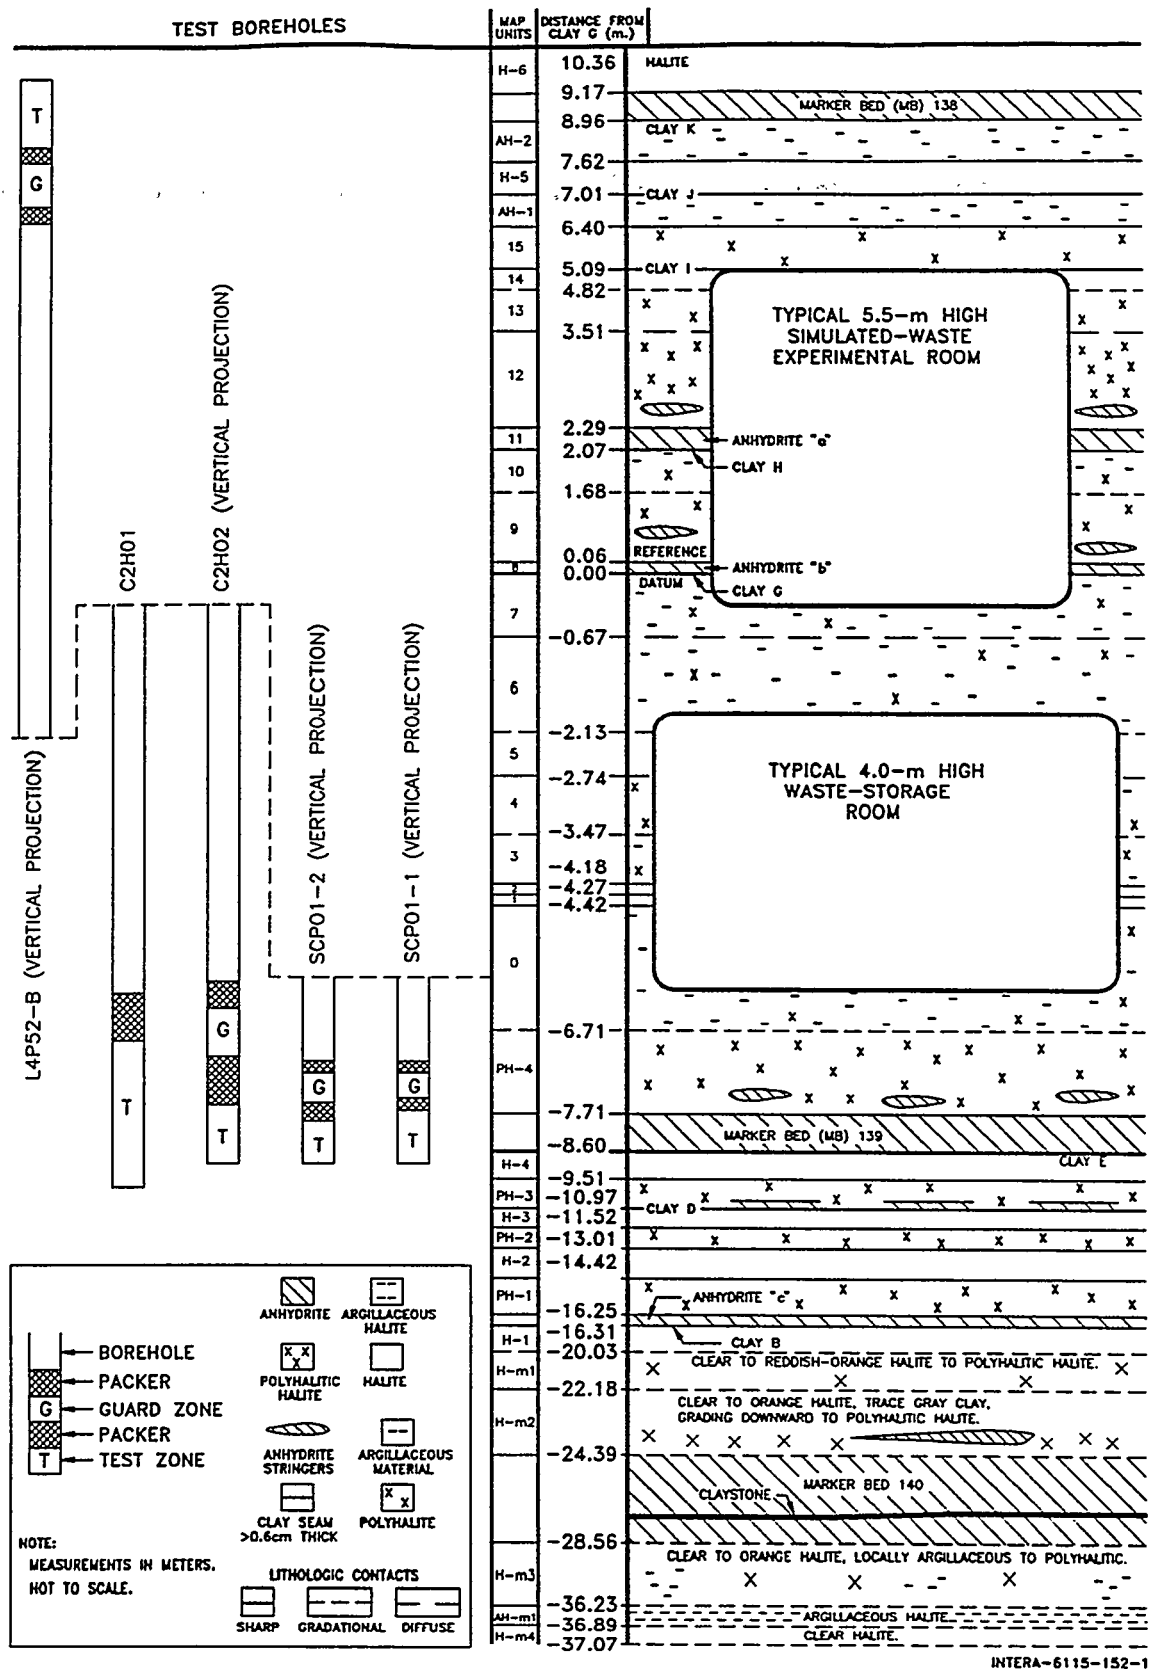 TEST BOREHOLES
MAP UNITS
DISTANCE FROM CLAY G (m.)
T
G
L4P52-B (VERTICAL PROJECTION)
C2H01
T
C2H02 (VERTICAL PROJECTION)
G
T
SCP01-2 (VERTICAL PROJECTION)
G
T
SCP01-1 (VERTICAL PROJECTION)
G
T
H-6
AH-2
H-5
AH-1
15
14
13
12
11
10
9
8
7
6
5
4
3
2
1
0
PH-4
H-4
PH-3
H-3
PH-2
H-2
PH-1
H-1
H-m1
H-m2
H-m3
AH-m1
H-m4
10.36
9.17
8.96
7.62
7.01
6.40
5.09
4.82
3.51
2.29
2.07
1.68
0.06
0.00
-0.67
-2.13
-2.74
-3.47
-4.18
-4.27
-4.42
-6.71
-7.71
-8.60
-9.51
-10.97
-11.52
-13.01
-14.42
-16.25
-16.31
-20.03
-22.18
-24.39
-28.56
-36.23
-36.89
-37.07
HALITE
MARKER BED (MB) 138
CLAY K
CLAY J
CLAY I
TYPICAL 5.5-m HIGH
SIMULATED-WASTE
EXPERIMENTAL ROOM
ANHYDRITE "a"
CLAY H
REFERENCE
ANHYDRITE "b"
DATUM
CLAY G
TYPICAL 4.0-m HIGH
WASTE-STORAGE
ROOM
MARKER BED (MB) 139
CLAY E
CLAY D
ANHYDRITE "c"
CLAY B
CLEAR TO REDDISH-ORANGE HALITE TO POLYHALITIC HALITE.
CLEAR TO ORANGE HALITE, TRACE GRAY CLAY,
GRADING DOWNWARD TO POLYHALITIC HALITE.
MARKER BED 140
CLAYSTONE
CLEAR TO ORANGE HALITE, LOCALLY ARGILLACEOUS TO POLYHALITIC.
ARGILLACEOUS HALITE
CLEAR HALITE.
BOREHOLE
PACKER
G GUARD ZONE
PACKER
T TEST ZONE
NOTE:
MEASUREMENTS IN METERS.
NOT TO SCALE.
ANHYDRITE
ARGILLACEOUS
HALITE
POLYHALITIC
HALITE
HALITE
ANHYDRITE
STRINGERS
ARGILLACEOUS
MATERIAL
CLAY SEAM
>0.6cm THICK
POLYHALITE
LITHOLOGIC CONTACTS
SHARP GRADATIONAL DIFFUSE
INTERA-6115-152-1